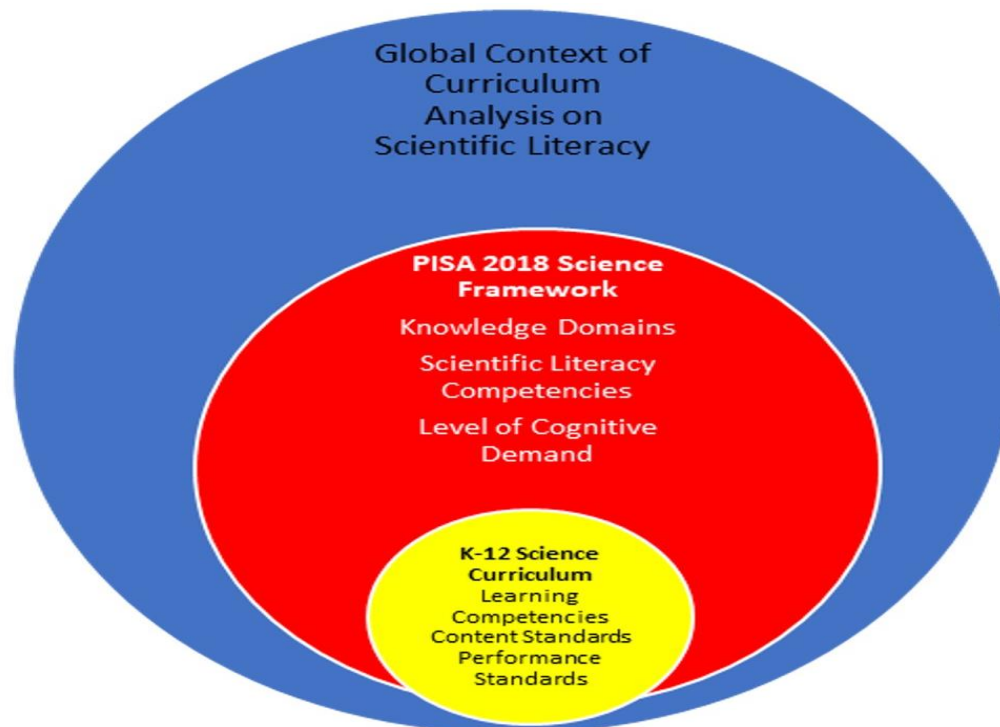 Global Context of
Curriculum
Analysis on
Scientific Literacy
PISA 2018 Science
Framework
Knowledge Domains
Scientific Literacy
Competencies
Level of Cognitive
Demand
K-12 Science
Curriculum
Learning
Competencies
Content Standards
Performance
Standards